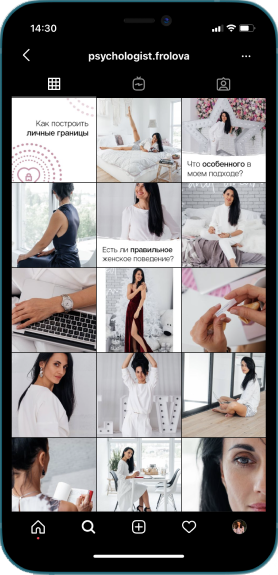 14:30
psychologist.frolova
Как построить
личные границы
Что особенного в
моем подходе?
Есть ли правильное
женское поведение?